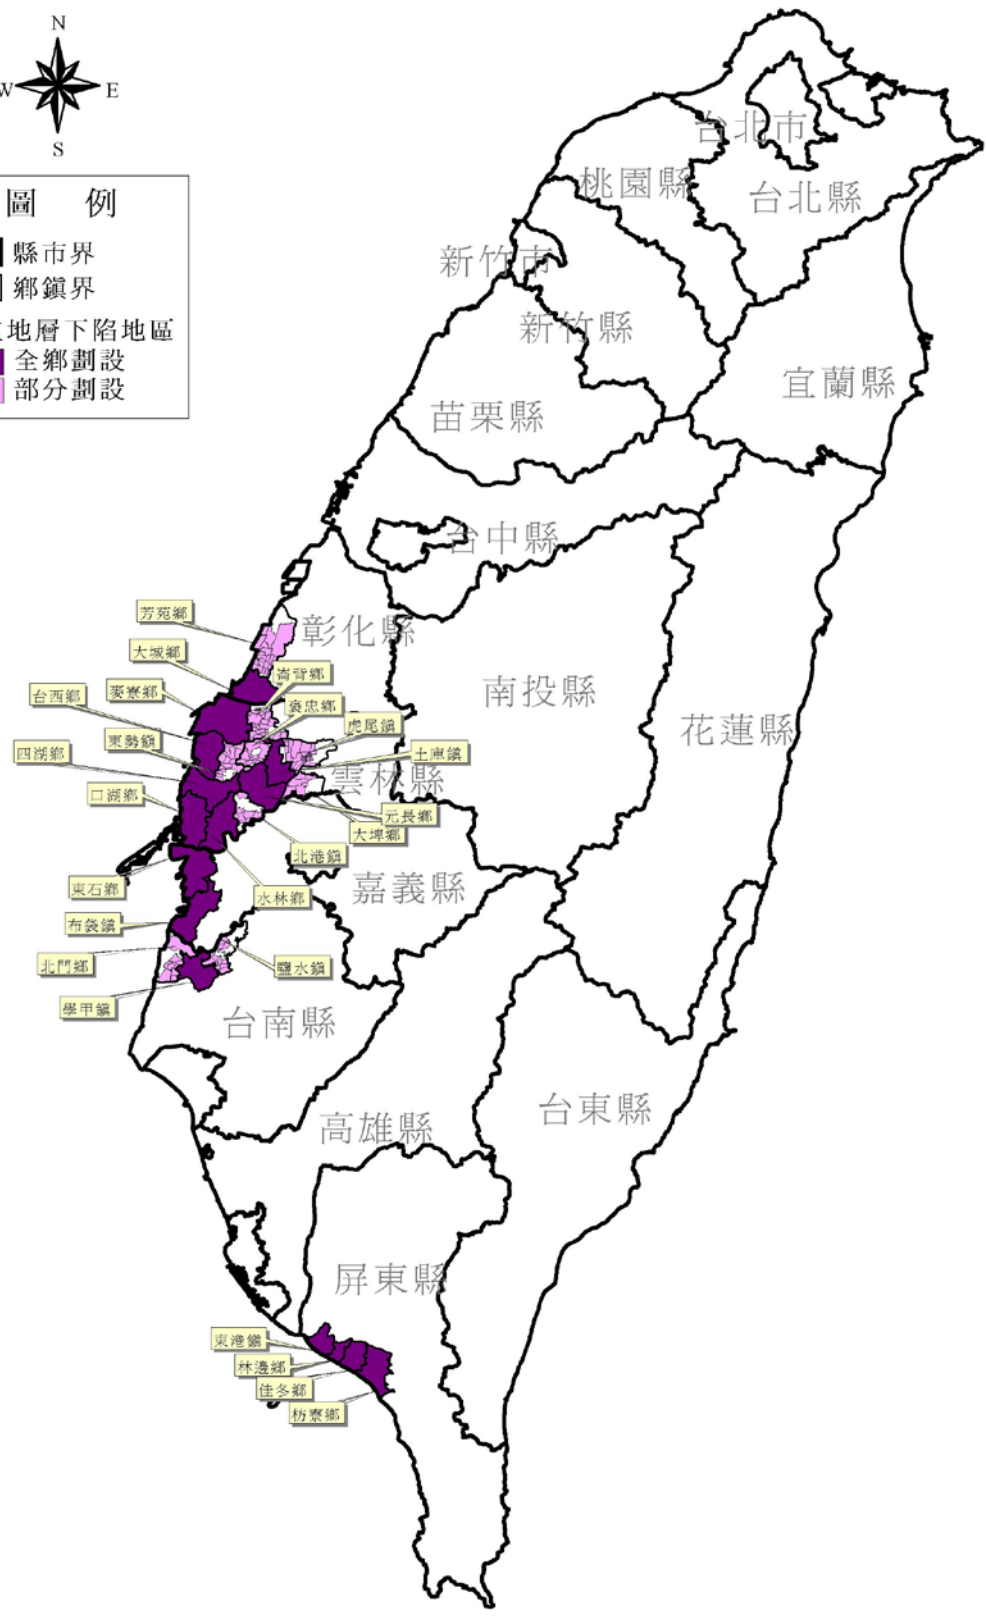 N
W
E
S
圖 例
縣市界
鄉鎮界
地層下陷地區
全鄉劃設
部分劃設
台北市
桃園縣
台北縣
新竹市
新竹縣
宜蘭縣
苗栗縣
台中縣
芳苑鄉
彰化縣
大城鄉
崙背鄉
麥寮鄉
台西鄉
褒忠鄉
南投縣
虎尾鎮
花蓮縣
東勢鎮
四湖鄉
土庫鎮
雲林縣
口湖鄉
元長鄉
大埤鄉
北港鎮
東石鄉
嘉義縣
水林鄉
布袋鎮
北門鄉
鹽水鎮
學甲鎮
台南縣
台東縣
高雄縣
屏東縣
東港鎮
林邊鄉
佳冬鄉
枋寮鄉